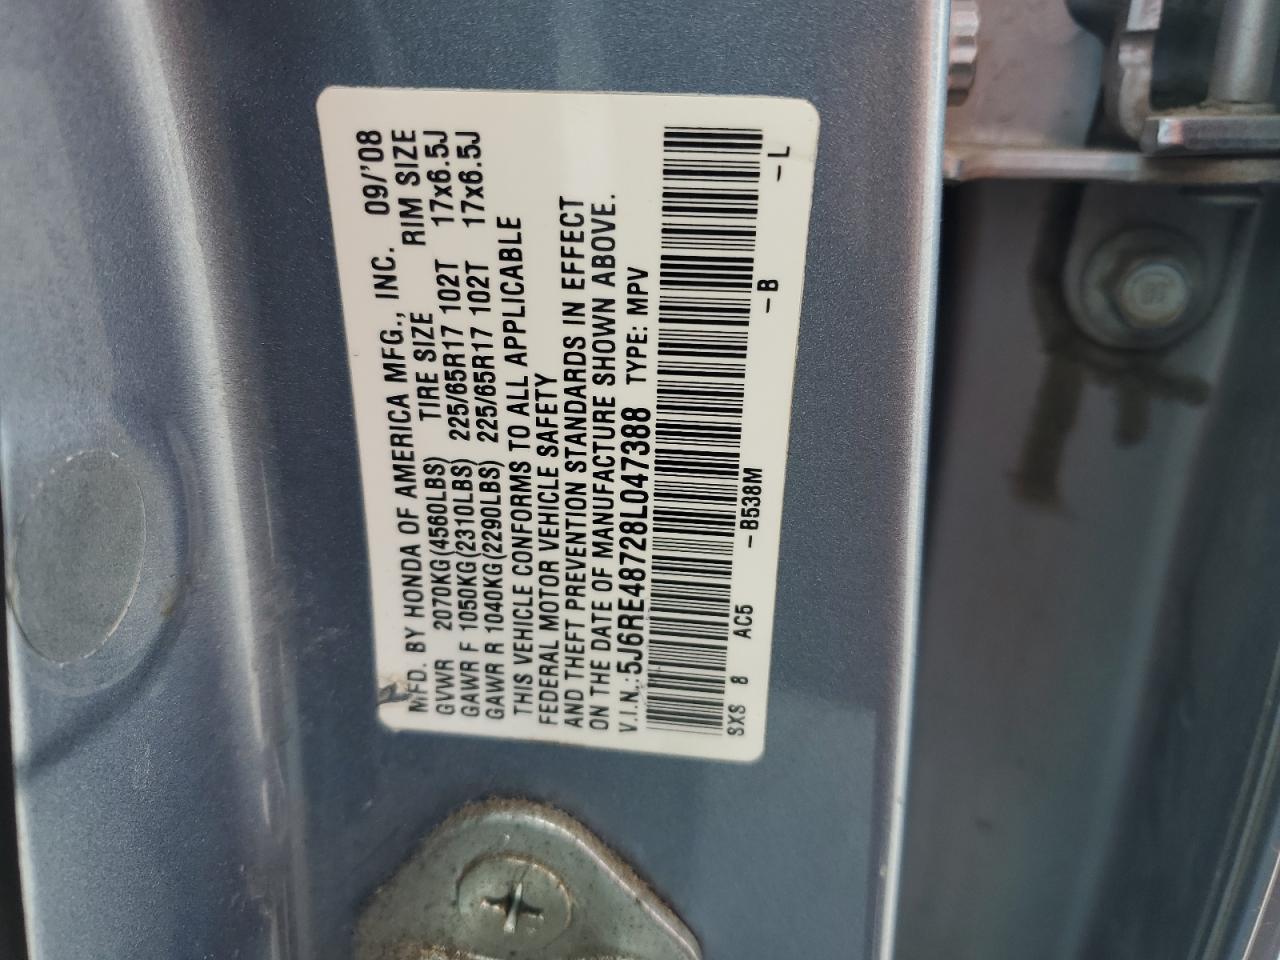 MFD. BY HONDA OF AMERICA MFG., INC. 09/'08
GVWR 2070KG(4560LBS) TIRE SIZE RIM SIZE
GAWR F 1050KG(2310LBS) 225/65R17 102T 17x6.5J
GAWR R 1040KG(2290LBS) 225/65R17 102T 17x6.5J
THIS VEHICLE CONFORMS TO ALL APPLICABLE
FEDERAL MOTOR VEHICLE SAFETY
AND THEFT PREVENTION STANDARDS IN EFFECT
ON THE DATE OF MANUFACTURE SHOWN ABOVE.
V.I.N.:5J6RE48728L047388 TYPE: MPV
SXS 8 AC5 -B538M -B -L